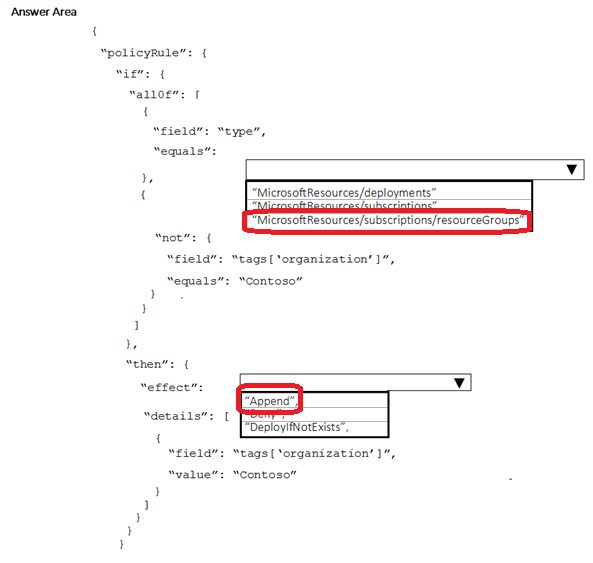 Answer Area
{
“policyRule”: {
“if”: {
“allOf”: [
{
“field”: “type”,
“equals”:
},
“MicrosoftResources/deployments”
{
“MicrosoftResources/subscriptions”
“MicrosoftResources/subscriptions/resourceGroups”
“not”: {
“field”: “tags[‘organization’]”,
“equals”: “Contoso”
}
}
]
},
“then”: {
“effect”:
“Append”,
“Deny”,
“details”: [
“DeployIfNotExists”,
{
“field”: “tags[‘organization’]”,
“value”: “Contoso”
}
]
}
}
}